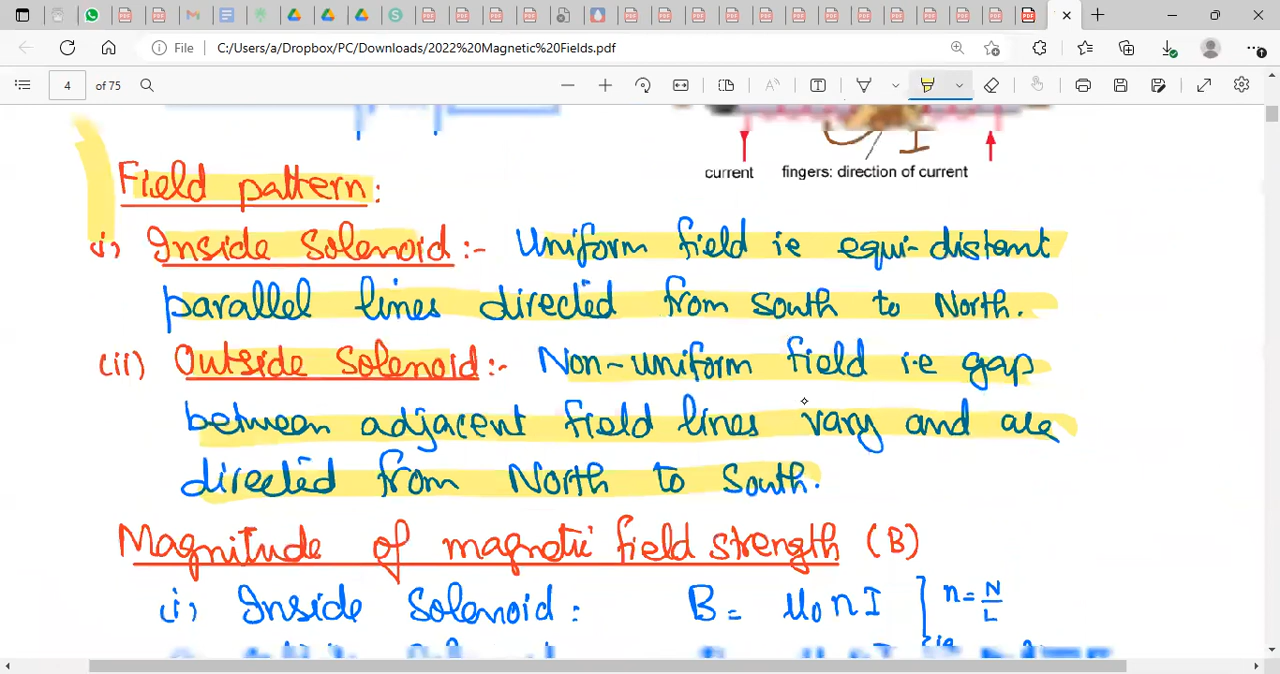 File C:/Users/a/Dropbox/PC/Downloads/2022%20Magnetic%20Fields.pdf
4 of 75
current fingers: direction of current
I
Field pattern:
(i) Inside Solenoid :- Uniform field ie equi-distant
parallel lines directed from South to North.
(ii) Outside Solenoid :- Non-uniform field i.e gap
between adjacent field lines vary and are
directed from North to South.
Magnitude of magnetic field strength (B)
(i) Inside Solenoid: B = μ₀ n I n = N/L